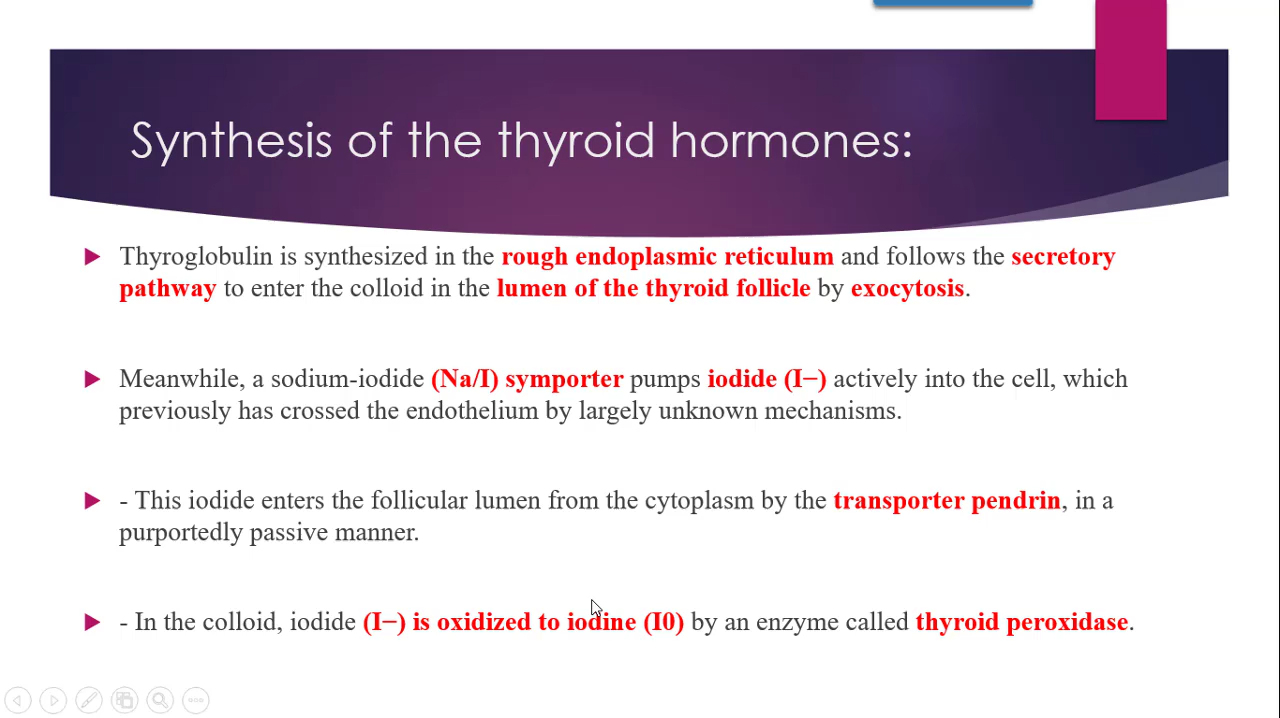 Synthesis of the thyroid hormones:
Thyroglobulin is synthesized in the rough endoplasmic reticulum and follows the secretory
pathway to enter the colloid in the lumen of the thyroid follicle by exocytosis.
Meanwhile, a sodium-iodide (Na/I) symporter pumps iodide (I−) actively into the cell, which
previously has crossed the endothelium by largely unknown mechanisms.
- This iodide enters the follicular lumen from the cytoplasm by the transporter pendrin, in a
purportedly passive manner.
- In the colloid, iodide (I−) is oxidized to iodine (I0) by an enzyme called thyroid peroxidase.